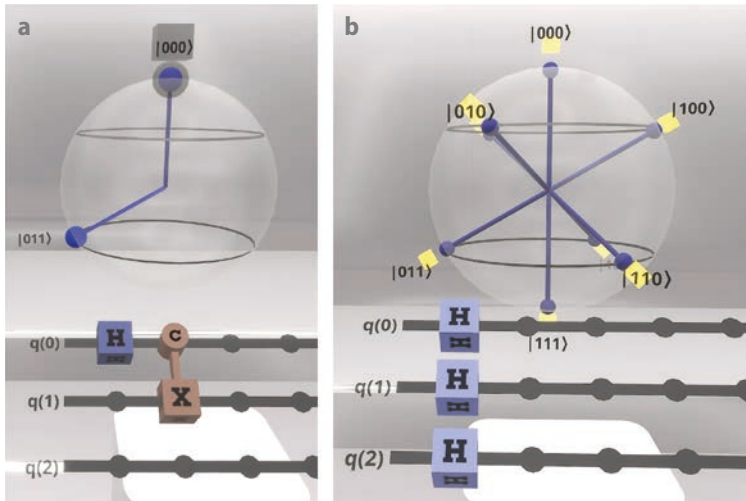 a
|000⟩
|011⟩
q(0)
H
C
q(1)
X
q(2)
b
|000⟩
|010⟩
|100⟩
|011⟩
|110⟩
|111⟩
q(0)
H
q(1)
H
q(2)
H